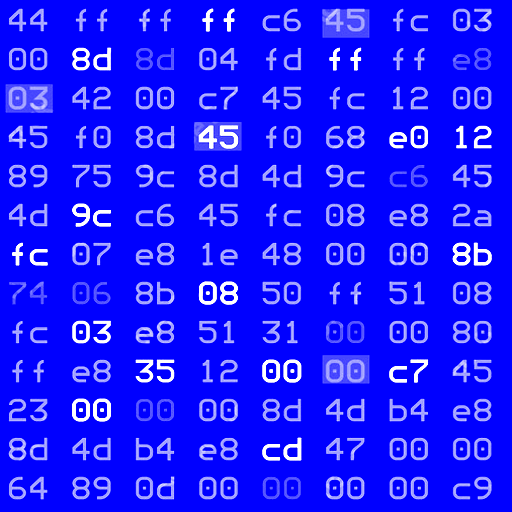 44 ff ff ff c6 45 fc 03
00 8d 8d 04 fd ff ff e8
03 42 00 c7 45 fc 12 00
45 f0 8d 45 f0 68 e0 12
89 75 9c 8d 4d 9c c6 45
4d 9c c6 45 fc 08 e8 2a
fc 07 e8 1e 48 00 00 8b
74 06 8b 08 50 ff 51 08
fc 03 e8 51 31 00 00 80
ff e8 35 12 00 00 c7 45
23 00 00 00 8d 4d b4 e8
8d 4d b4 e8 cd 47 00 00
64 89 0d 00 00 00 00 c9